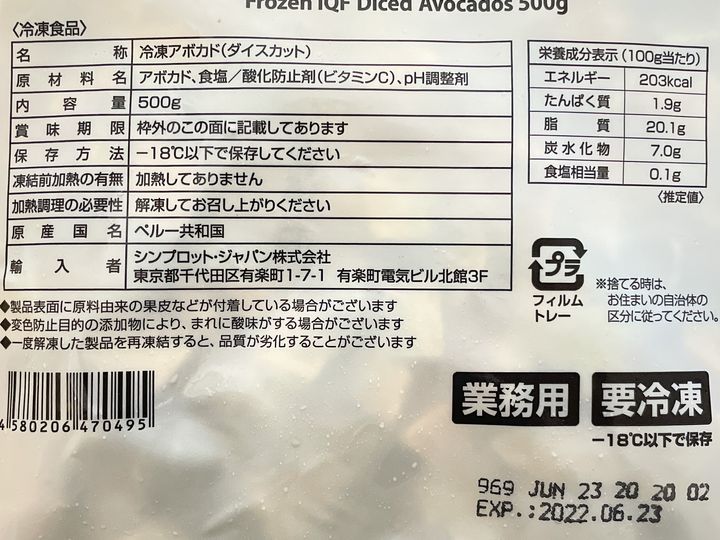 Frozen IQF Diced Avocados 500g
〈冷凍食品〉
名称 冷凍アボカド(ダイスカット)
原材料名 アボカド、食塩／酸化防止剤(ビタミンC)、pH調整剤
内容量 500g
賞味期限 枠外のこの面に記載してあります
保存方法 −18℃以下で保存してください
凍結前加熱の有無 加熱してありません
加熱調理の必要性 解凍してお召し上がりください
原産国名 ペルー共和国
輸入者 シンプロット・ジャパン株式会社
東京都千代田区有楽町1-7-1 有楽町電気ビル北館3F
栄養成分表示(100g当たり)
エネルギー 203kcal
たんぱく質 1.9g
脂質 20.1g
炭水化物 7.0g
食塩相当量 0.1g
〈推定値〉
プラ
フィルム
トレー
※捨てる時は、
お住まいの自治体の
区分に従ってください。
◆製品表面に原料由来の果皮などが付着している場合がございます
◆変色防止目的の添加物により、まれに酸味がする場合がございます
◆一度解凍した製品を再凍結すると、品質が劣化することがございます
4580206470495
業務用
要冷凍
−18℃以下で保存
969 JUN 23 20 20 02
EXP.:2022.06.23